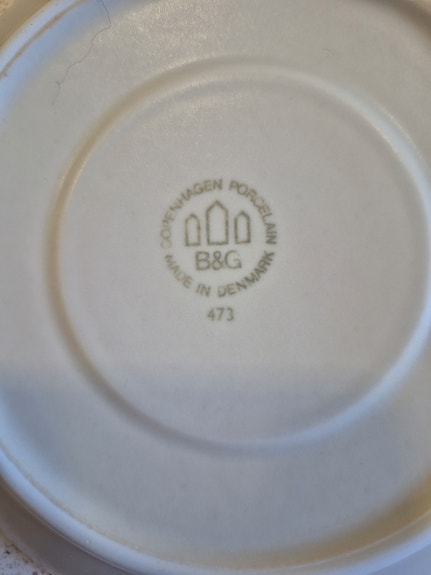 COPENHAGEN PORCELAIN
B&G
MADE IN DENMARK
473